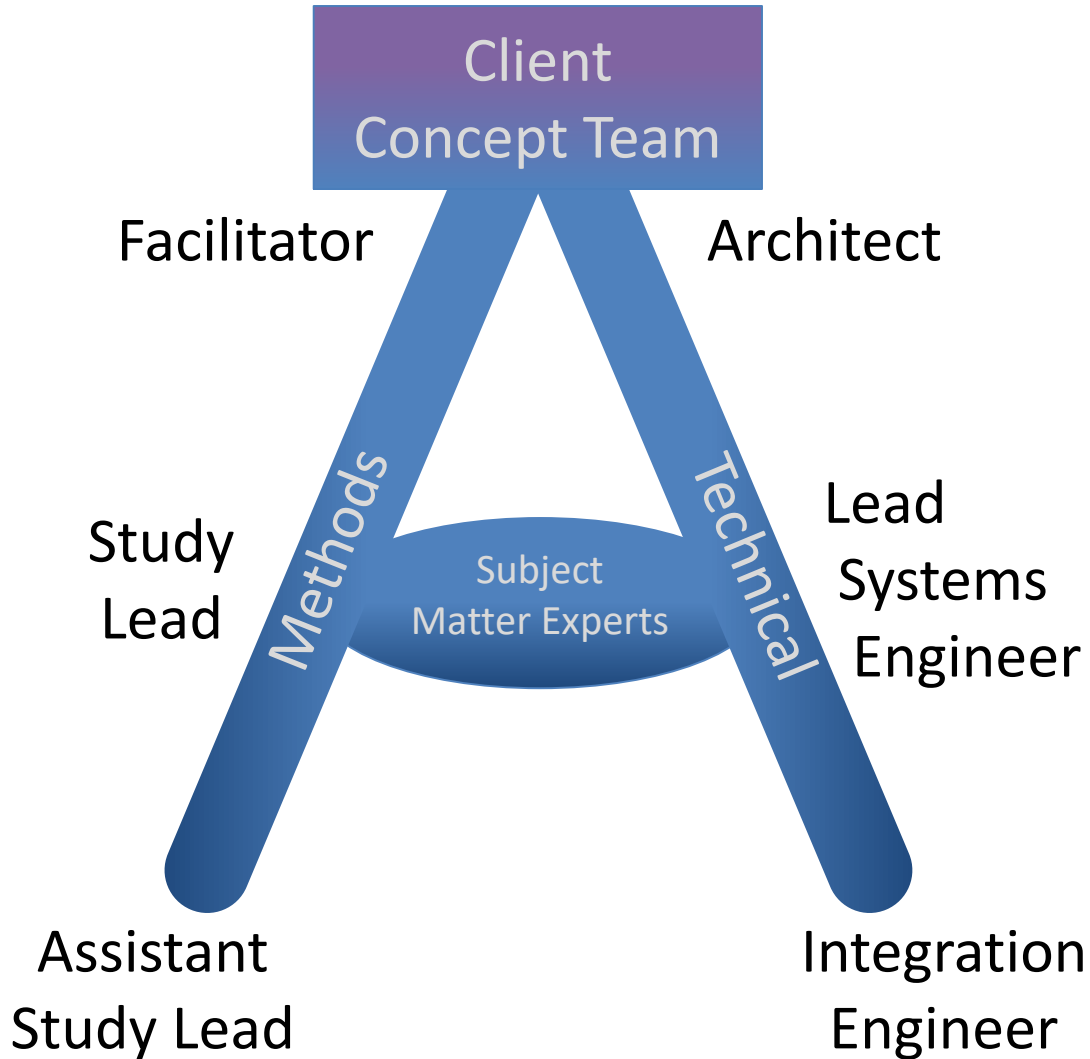 Client
Concept Team
Facilitator
Architect
Methods
Technical
Study
Lead
Subject
Matter Experts
Lead
Systems
Engineer
Assistant
Study Lead
Integration
Engineer